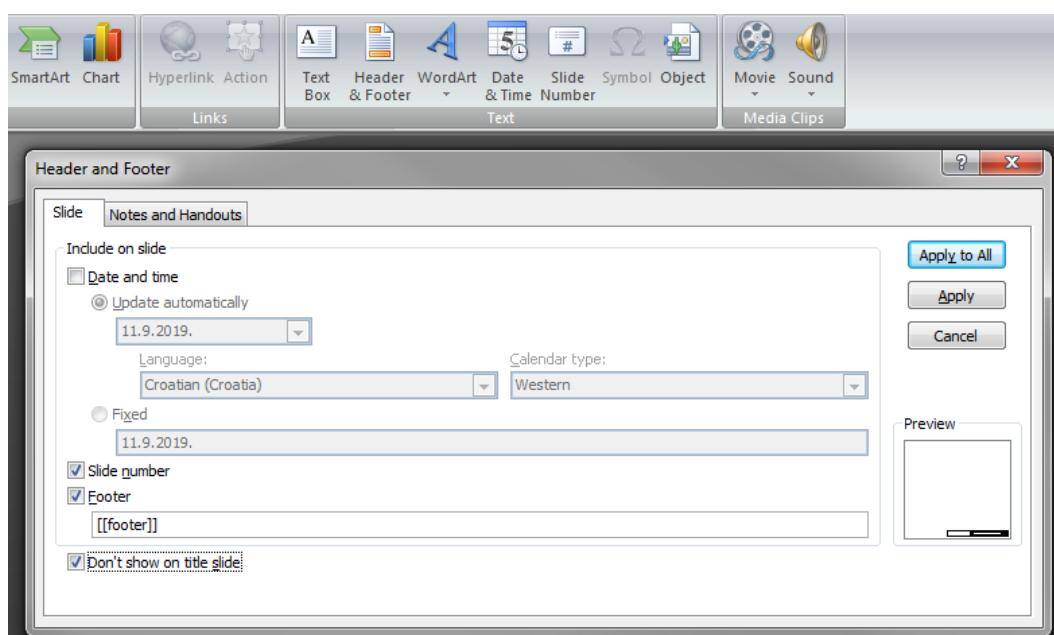 SmartArt Chart Hyperlink Action Text Box Header & Footer WordArt Date & Time Slide Number Symbol Object Movie Sound
Links Text Media Clips
Header and Footer
Slide Notes and Handouts
Include on slide
Date and time
Update automatically
11.9.2019.
Language: Calendar type:
Croatian (Croatia) Western
Fixed
11.9.2019.
Slide number
Footer
[[footer]]
Don't show on title slide
Apply to All
Apply
Cancel
Preview